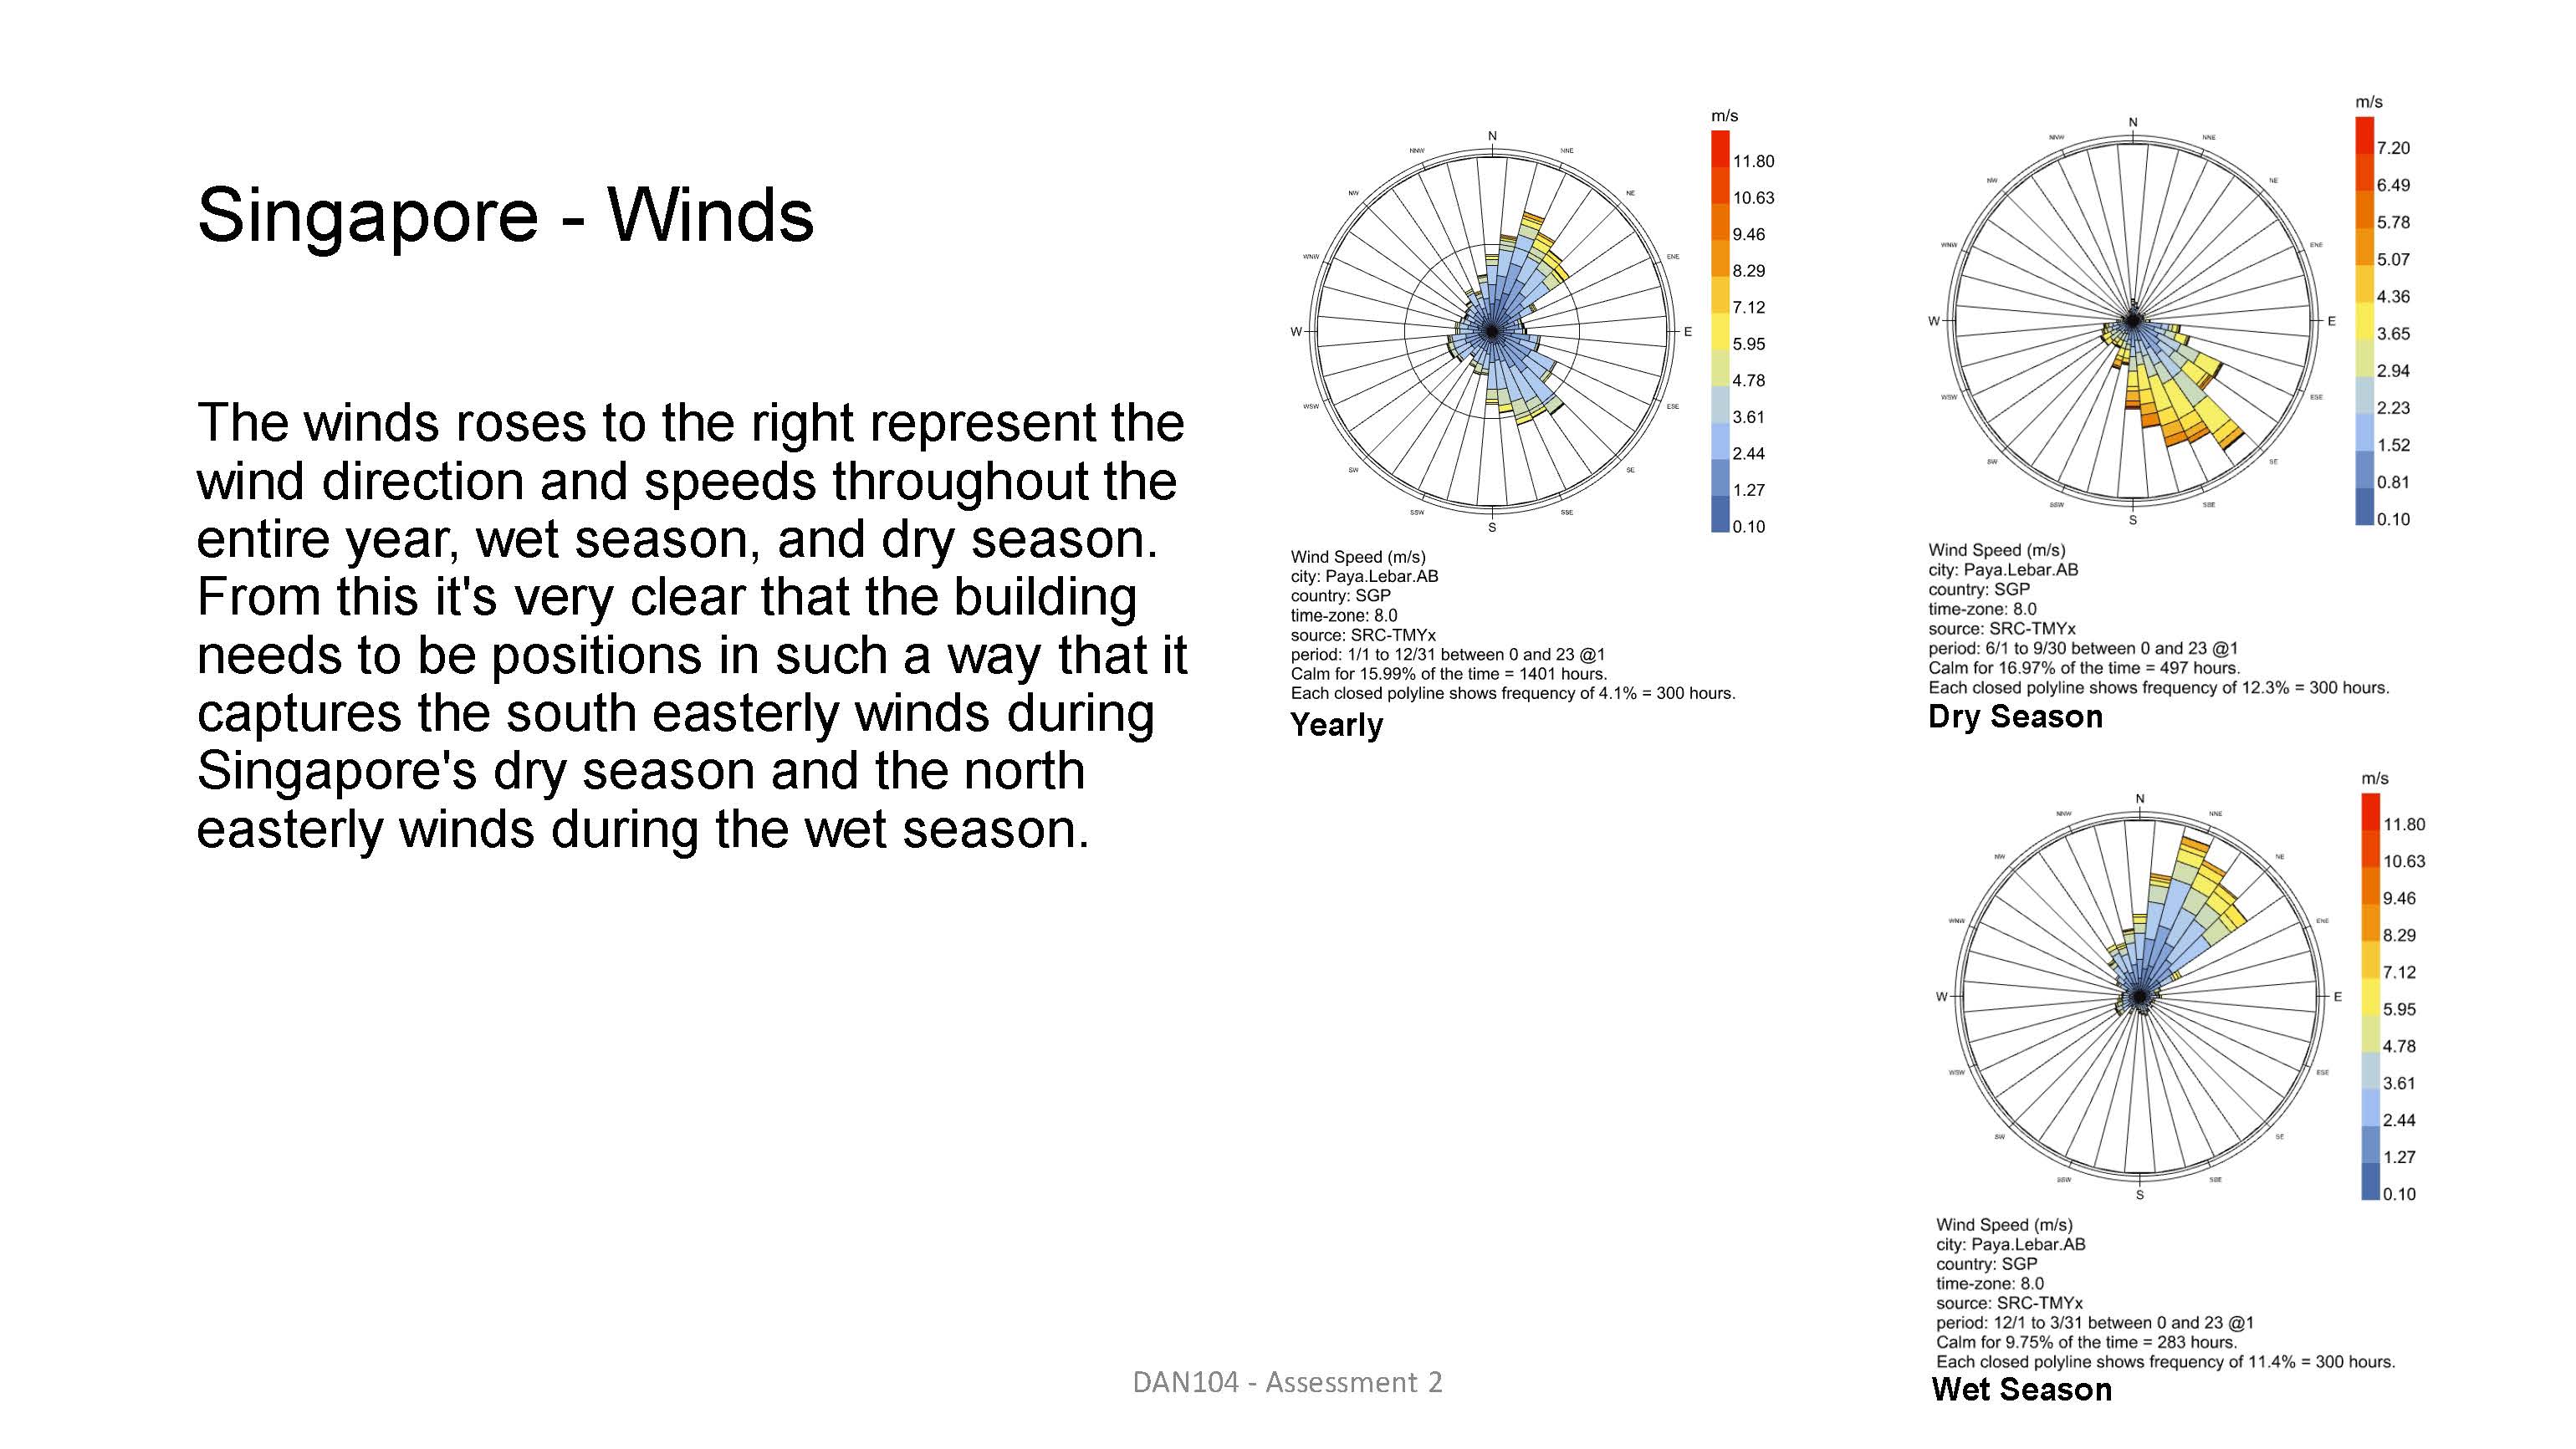 Singapore - Winds
The winds roses to the right represent the
wind direction and speeds throughout the
entire year, wet season, and dry season.
From this it's very clear that the building
needs to be positions in such a way that it
captures the south easterly winds during
Singapore's dry season and the north
easterly winds during the wet season.
m/s
11.80
10.63
9.46
8.29
7.12
5.95
4.78
3.61
2.44
1.27
0.10
N
NNE
NE
ENE
E
ESE
SE
SSE
S
SSW
SW
WSW
W
WNW
NW
NNW
Wind Speed (m/s)
city: Paya.Lebar.AB
country: SGP
time-zone: 8.0
source: SRC-TMYx
period: 1/1 to 12/31 between 0 and 23 @1
Calm for 15.99% of the time = 1401 hours.
Each closed polyline shows frequency of 4.1% = 300 hours.
Yearly
m/s
7.20
6.49
5.78
5.07
4.36
3.65
2.94
2.23
1.52
0.81
0.10
N
NNE
NE
ENE
E
ESE
SE
SSE
S
SSW
SW
WSW
W
WNW
NW
NNW
Wind Speed (m/s)
city: Paya.Lebar.AB
country: SGP
time-zone: 8.0
source: SRC-TMYx
period: 6/1 to 9/30 between 0 and 23 @1
Calm for 16.97% of the time = 497 hours.
Each closed polyline shows frequency of 12.3% = 300 hours.
Dry Season
m/s
11.80
10.63
9.46
8.29
7.12
5.95
4.78
3.61
2.44
1.27
0.10
N
NNE
NE
ENE
E
ESE
SE
SSE
S
SSW
SW
WSW
W
WNW
NW
NNW
Wind Speed (m/s)
city: Paya.Lebar.AB
country: SGP
time-zone: 8.0
source: SRC-TMYx
period: 12/1 to 3/31 between 0 and 23 @1
Calm for 9.75% of the time = 283 hours.
Each closed polyline shows frequency of 11.4% = 300 hours.
Wet Season
DAN104 - Assessment 2